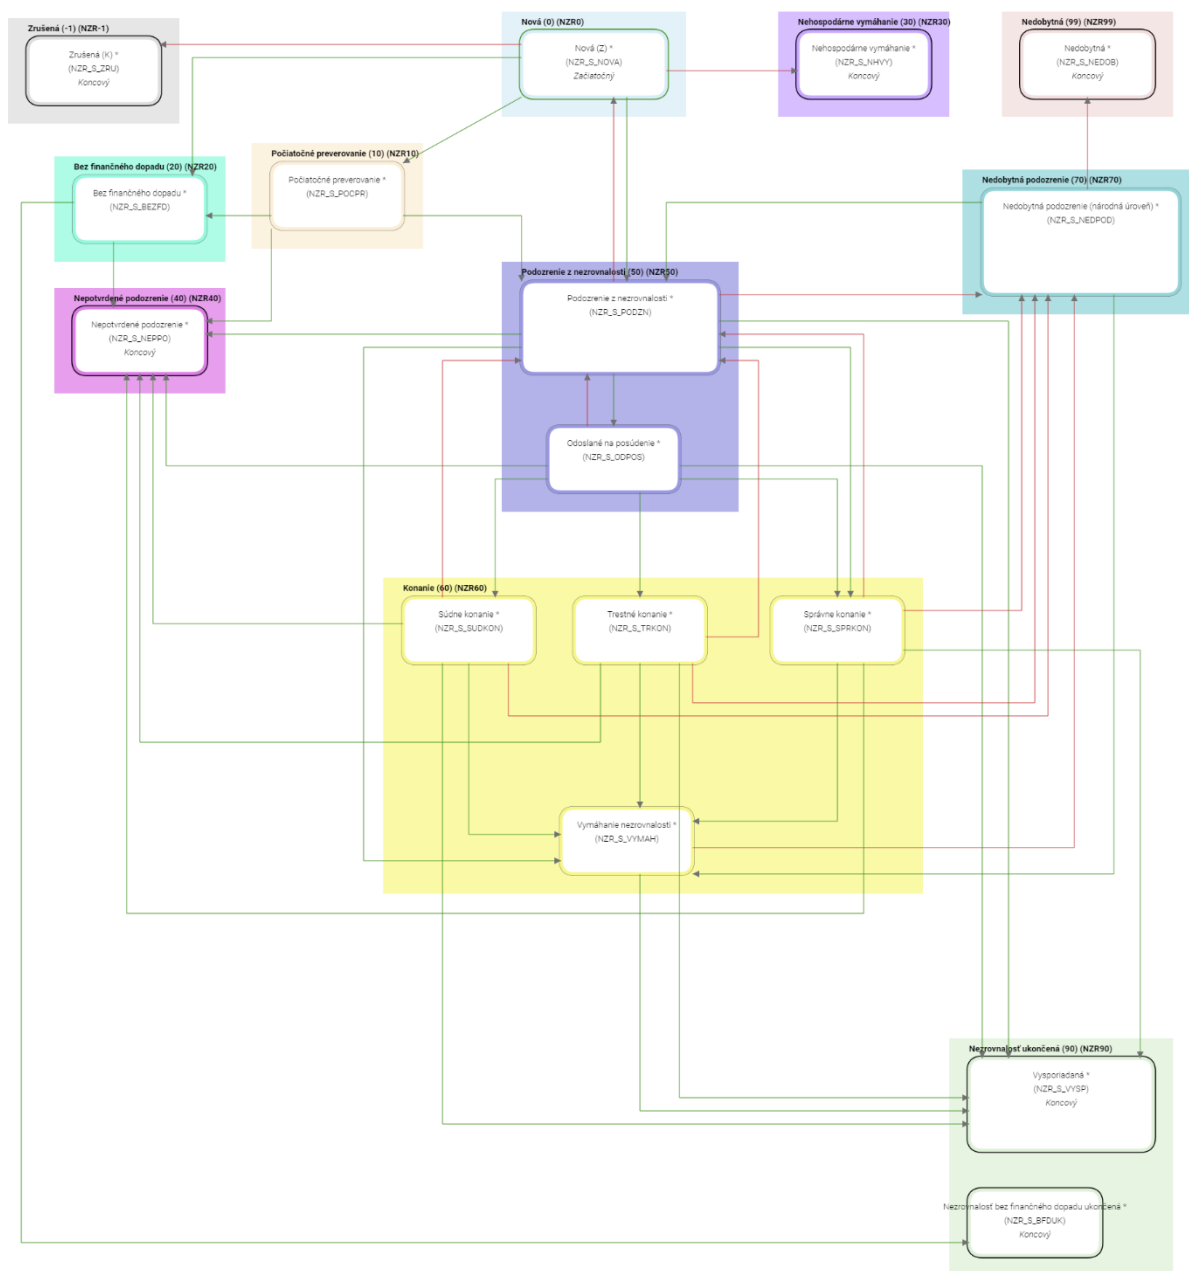 Zrušená (-1) (NZR-1)
Zrušená (K) *
(NZR_S_ZRU)
Koncový
Nová (0) (NZR0)
Nová (Z) *
(NZR_S_NOVA)
Začiatočný
Nehospodárne vymáhanie (30) (NZR30)
Nehospodárne vymáhanie *
(NZR_S_NHVY)
Koncový
Nedobytná (99) (NZR99)
Nedobytná *
(NZR_S_NEDOB)
Koncový
Bez finančného dopadu (20) (NZR20)
Bez finančného dopadu *
(NZR_S_BEZFD)
Počiatočné preverovanie (10) (NZR10)
Počiatočné preverovanie *
(NZR_S_POCPR)
Nedobytná podozrenie (70) (NZR70)
Nedobytná podozrenie (národná úroveň) *
(NZR_S_NEDPOD)
Nepotvrdené podozrenie (40) (NZR40)
Nepotvrdené podozrenie *
(NZR_S_NEPPO)
Koncový
Podozrenie z nezrovnalosti (50) (NZR50)
Podozrenie z nezrovnalosti *
(NZR_S_PODZN)
Odoslané na posúdenie *
(NZR_S_ODPOS)
Konanie (60) (NZR60)
Súdne konanie *
(NZR_S_SUDKON)
Trestné konanie *
(NZR_S_TRKON)
Správne konanie *
(NZR_S_SPRKON)
Vymáhanie nezrovnalosti *
(NZR_S_VYMAH)
Nezrovnalosť ukončená (90) (NZR90)
Vysporiadaná *
(NZR_S_VYSP)
Koncový
Nezrovnalosť bez finančného dopadu ukončená *
(NZR_S_BFDUK)
Koncový